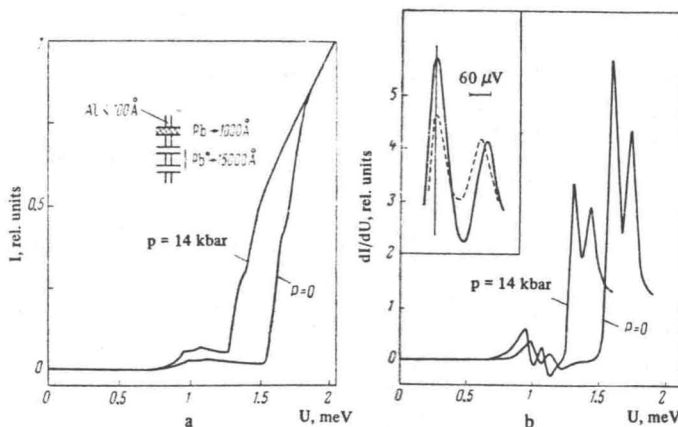 I, rel. units
1
0.5
0
0
0.5
1
1.5
2
U, meV
a
Al <100Å
Pb ~1000Å
p = 14 kbar
p=0
dI/dU, rel. units
5
4
3
2
1
0
0
0.5
1
1.5
2
U, meV
b
60 μV
p = 14 kbar
p=0